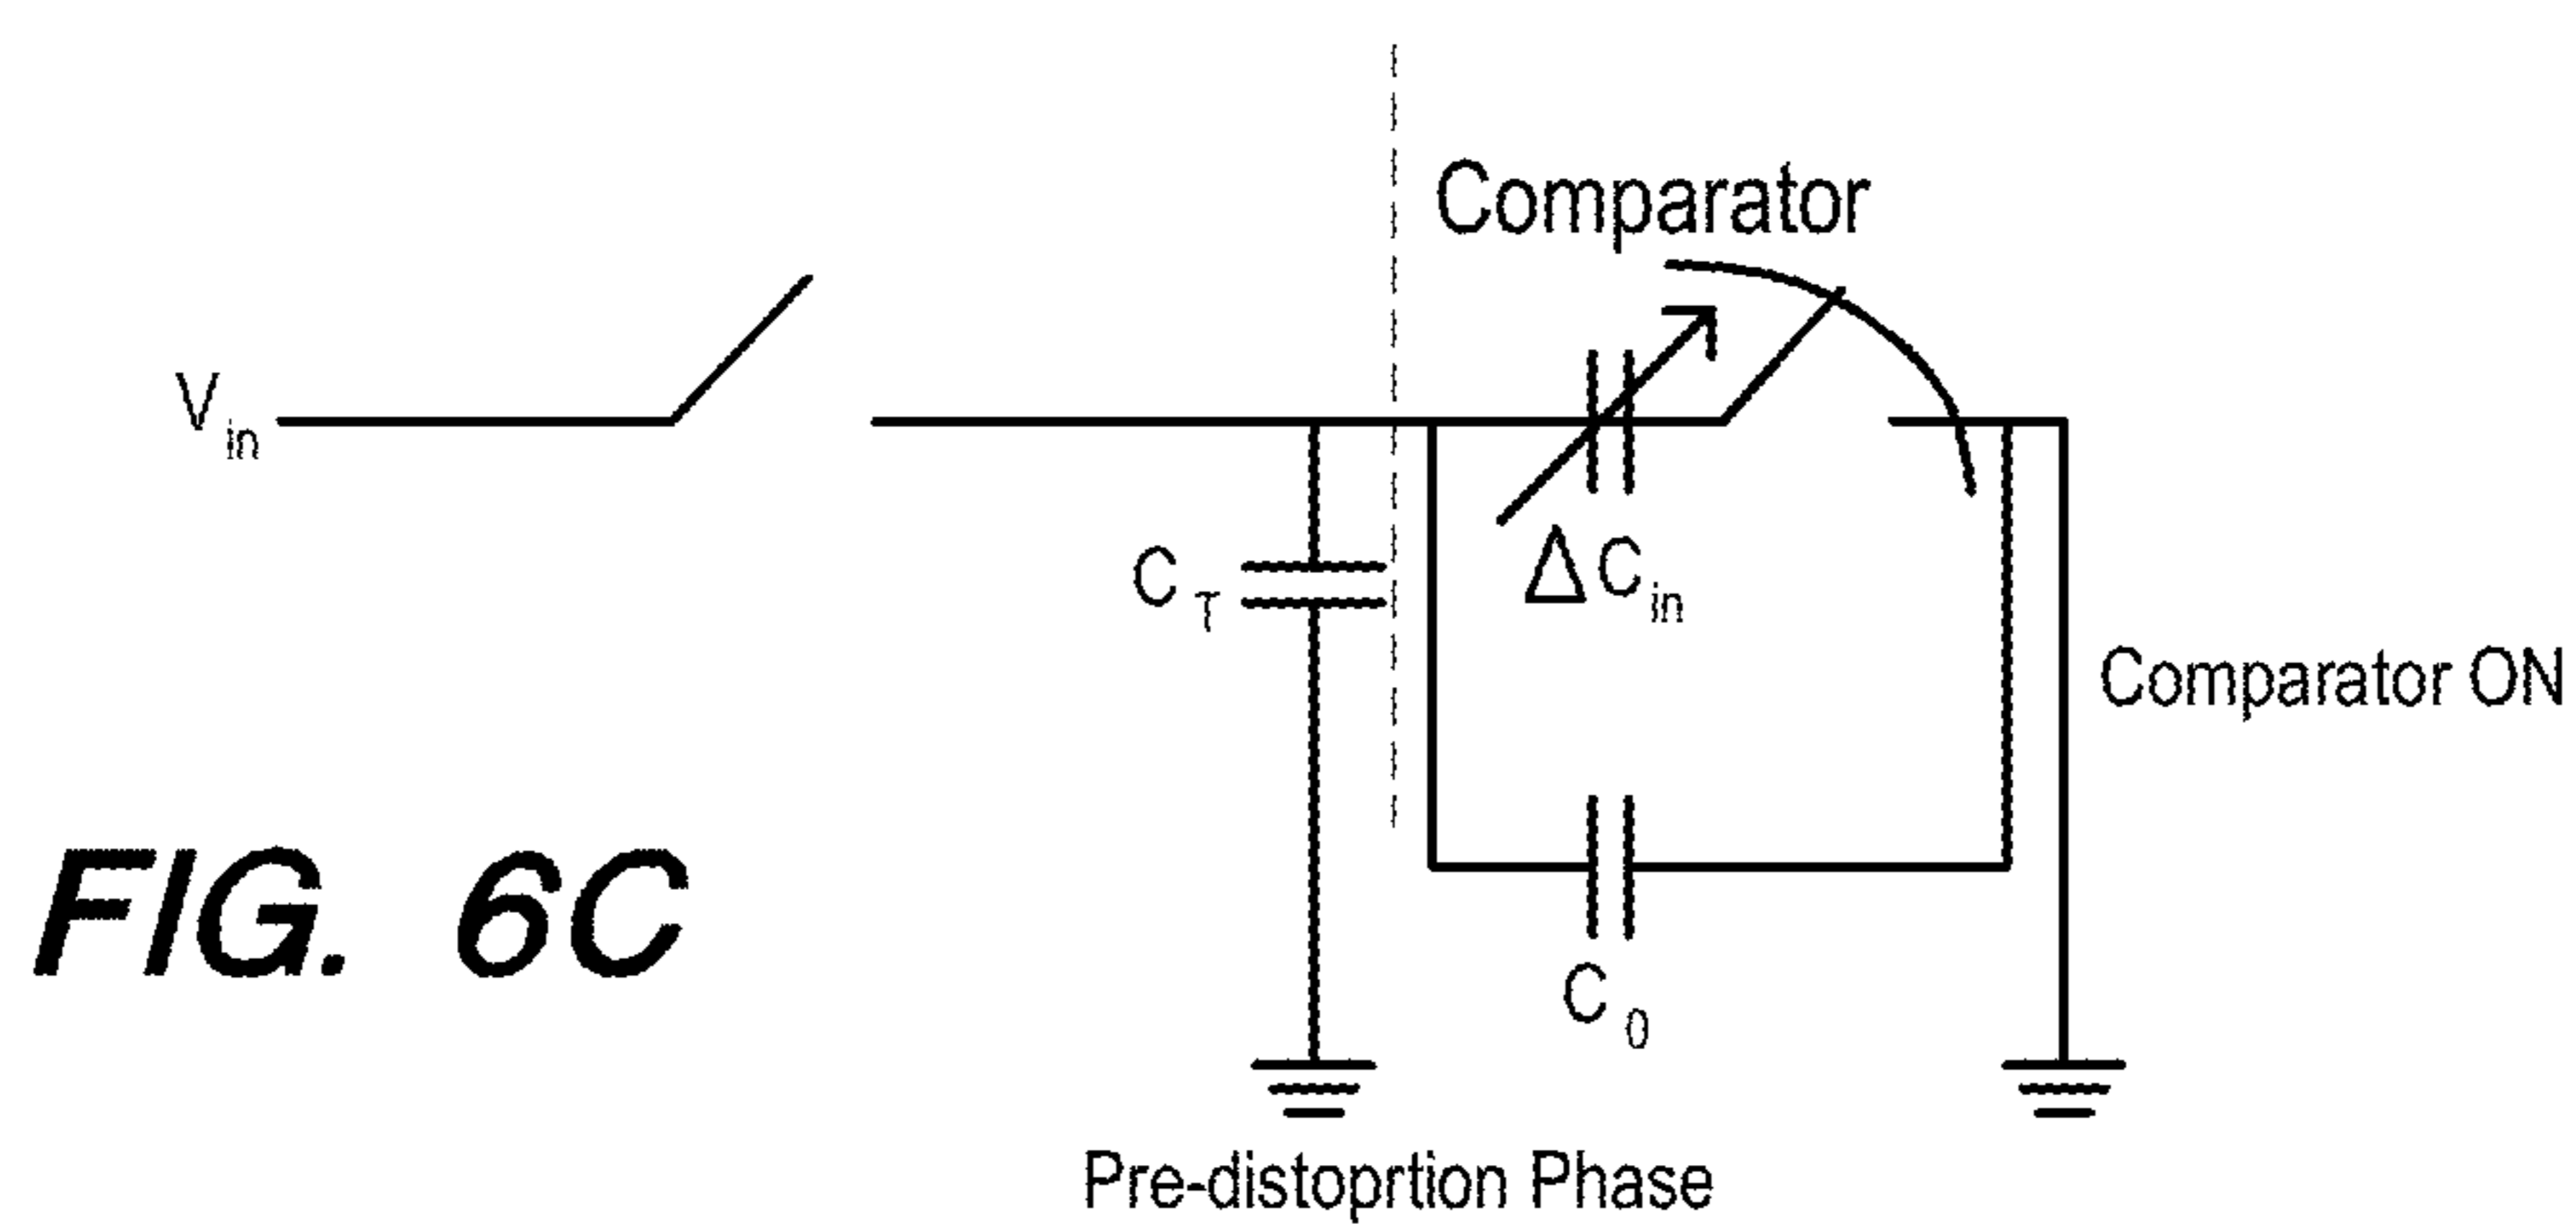 Comparator
V in
C T
ΔC in
Comparator ON
C 0
FIG. 6C
Pre-distoprtion Phase